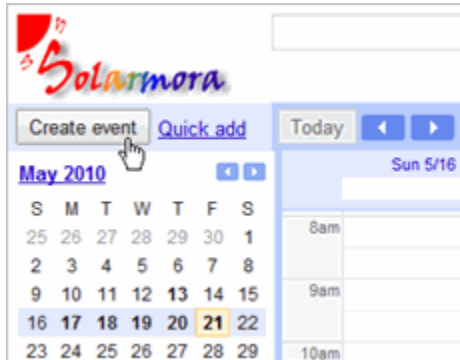 Solarmora
Create event Quick add Today
May 2010
Sun 5/16
S M T W T F S
25 26 27 28 29 30 1
8am
2 3 4 5 6 7 8
9 10 11 12 13 14 15
9am
16 17 18 19 20 21 22
23 24 25 26 27 28 29
10am